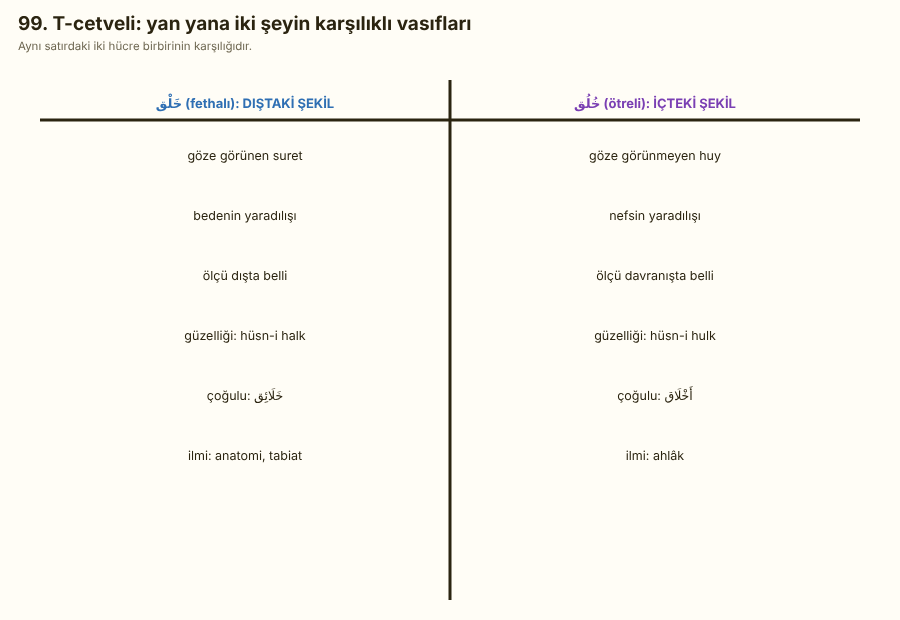 99. T-cetveli: yan yana iki şeyin karşılıklı vasıfları
Aynı satırdaki iki hücre birbirinin karşılığıdır.
خَلْق (fethalı): DIŞTAKİ ŞEKİL
خُلُق (ötreli): İÇTEKİ ŞEKİL
göze görünen suret
göze görünmeyen huy
bedenin yaradılışı
nefsin yaradılışı
ölçü dışta belli
ölçü davranışta belli
güzelliği: hüsn-i halk
güzelliği: hüsn-i hulk
çoğulu: خَلَائِق
çoğulu: أَخْلَاق
ilmi: anatomi, tabiat
ilmi: ahlâk